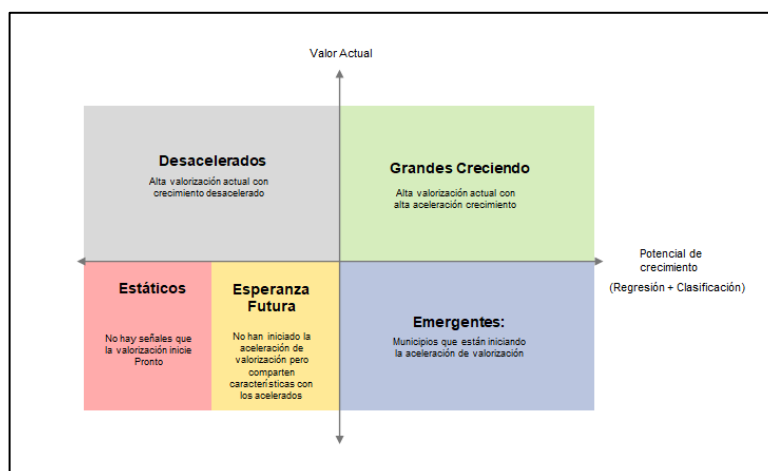 Valor Actual
Desacelerados
Alta valorización actual con
crecimiento desacelerado
Grandes Creciendo
Alta valorización actual con
alta aceleración crecimiento
Potencial de
crecimiento
(Regresión + Clasificación)
Estáticos
No hay señales que
la valorización inicie
Pronto
Esperanza
Futura
No han iniciado la
aceleración de
valorización pero
comparten
características con
los acelerados
Emergentes:
Municipios que están iniciando
la aceleración de valorización